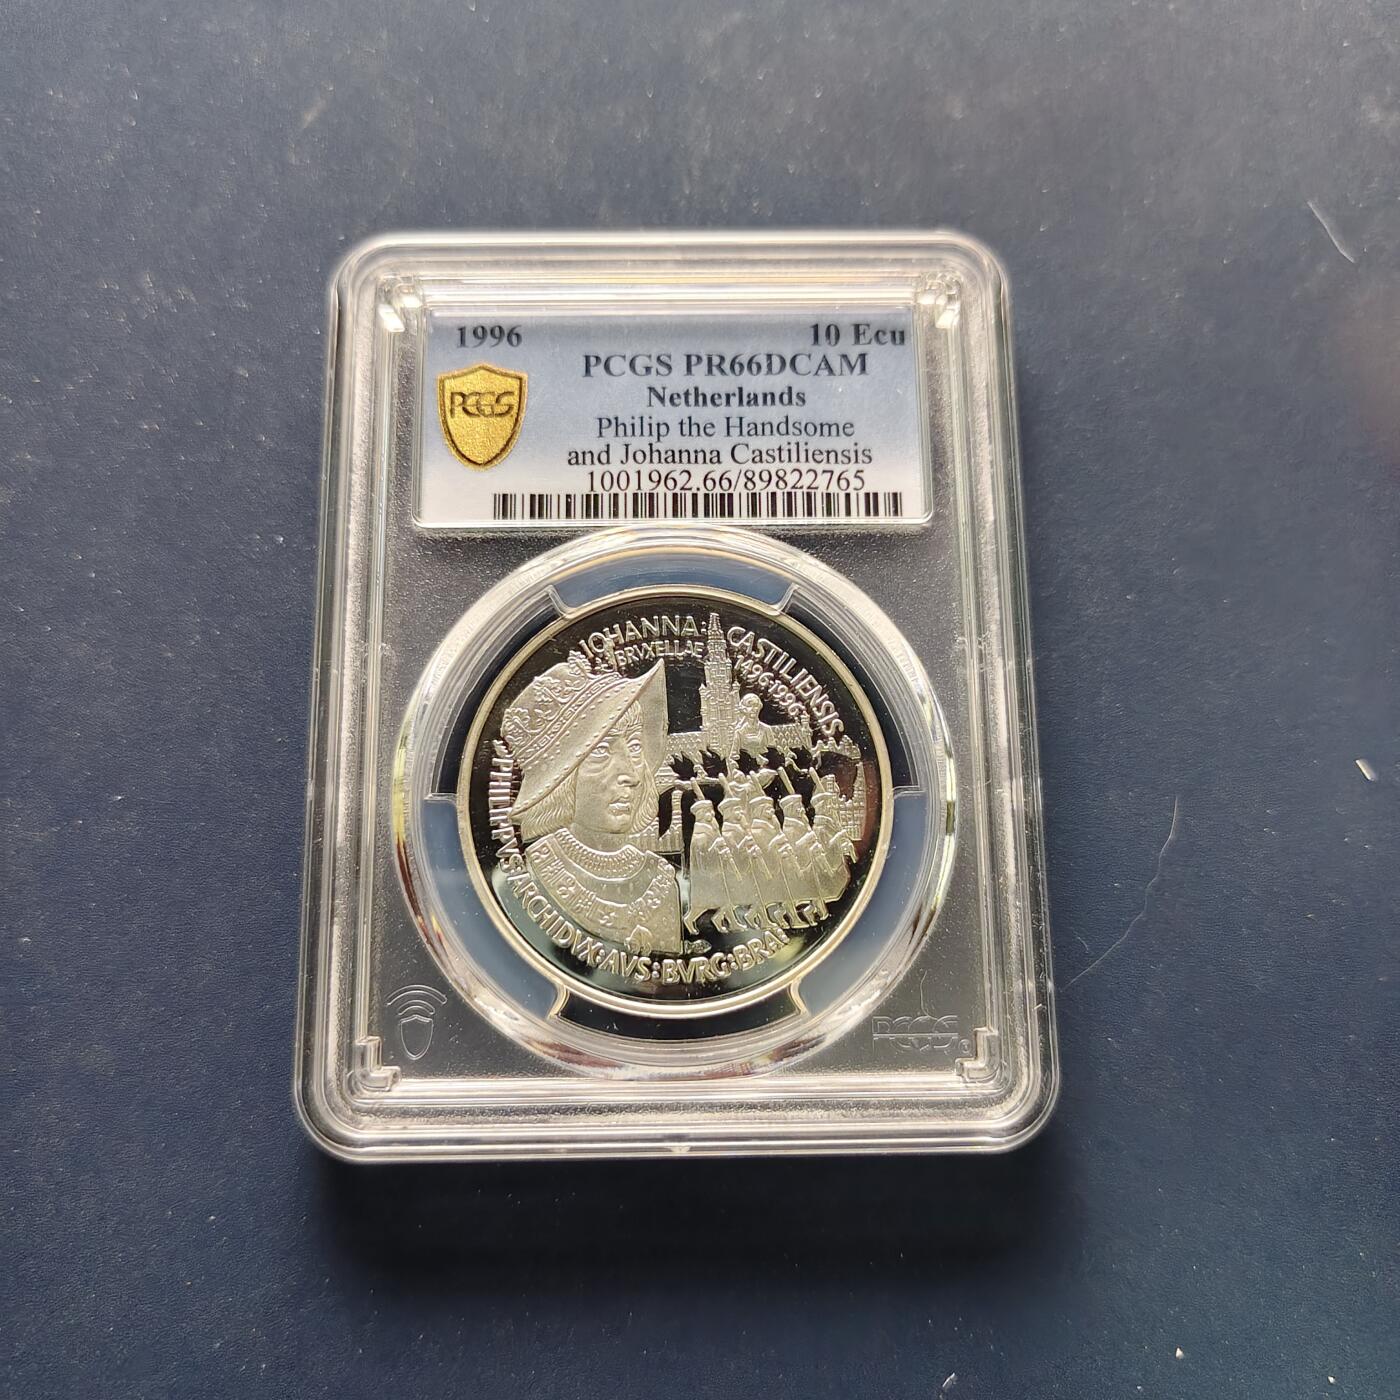 1996 10 Ecu
PCGS PR66DCAM
Netherlands
PCGS
Philip the Handsome
and Johanna Castiliensis
1001962.66/89822765
JOHANNA: CASTILIENSIS
BRVXELLAE 1496·1996
PHILIPPVS:ARCHIDVX:AVS:BVRG:BRA:
PCGS